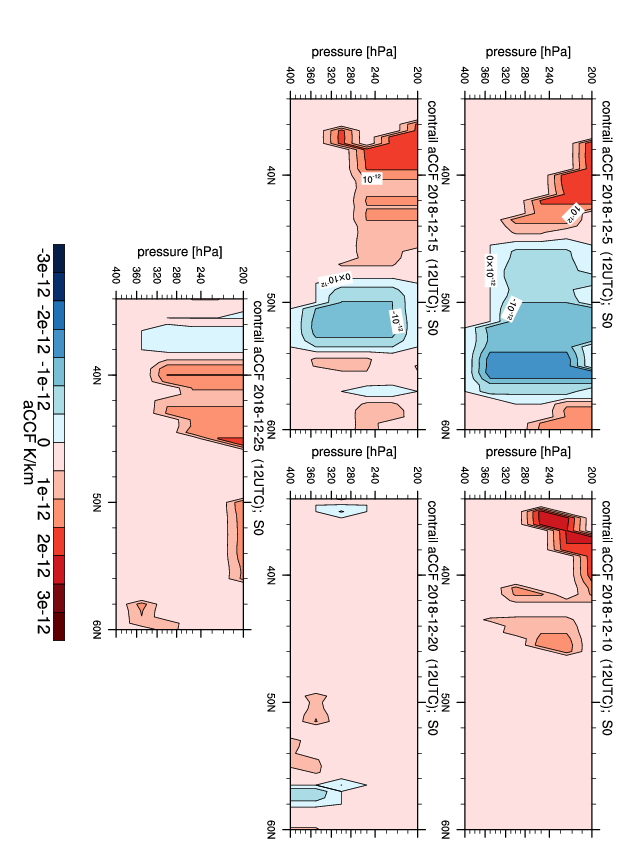 contrail aCCF 2018-12-5 (12UTC); S0
pressure [hPa]
200
240
280
320
360
400
10⁻¹²
0×10⁻¹²
-10⁻¹²
40N 50N 60N
contrail aCCF 2018-12-10 (12UTC); S0
pressure [hPa]
200
240
280
320
360
400
40N 50N 60N
contrail aCCF 2018-12-15 (12UTC); S0
pressure [hPa]
200
240
280
320
360
400
10⁻¹²
0×10⁻¹²
-10⁻¹²
40N 50N 60N
contrail aCCF 2018-12-20 (12UTC); S0
pressure [hPa]
200
240
280
320
360
400
40N 50N 60N
contrail aCCF 2018-12-25 (12UTC); S0
pressure [hPa]
200
240
280
320
360
400
40N 50N 60N
-3e-12 -2e-12 -1e-12 0 1e-12 2e-12 3e-12
aCCF K/km